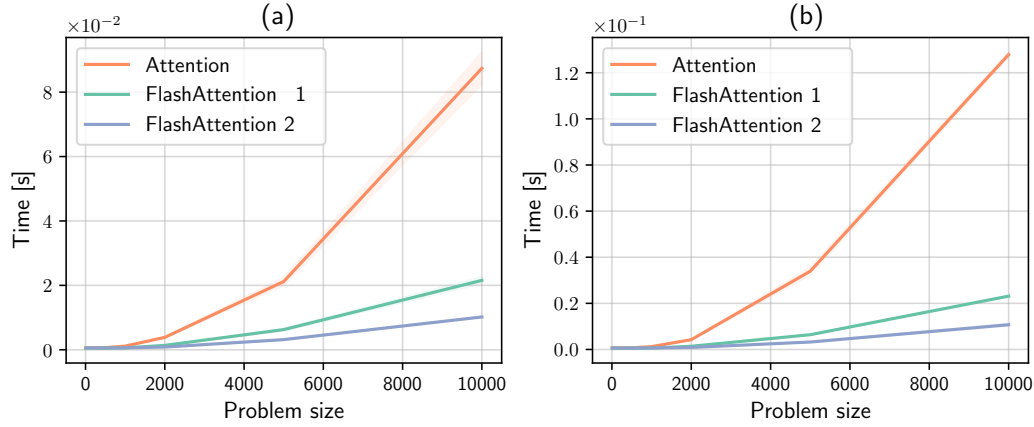 (a)
×10⁻²
Attention
FlashAttention 1
FlashAttention 2
8
6
4
2
0
Time [s]
0 2000 4000 6000 8000 10000
Problem size
(b)
×10⁻¹
Attention
FlashAttention 1
FlashAttention 2
1.2
1.0
0.8
0.6
0.4
0.2
0.0
Time [s]
0 2000 4000 6000 8000 10000
Problem size